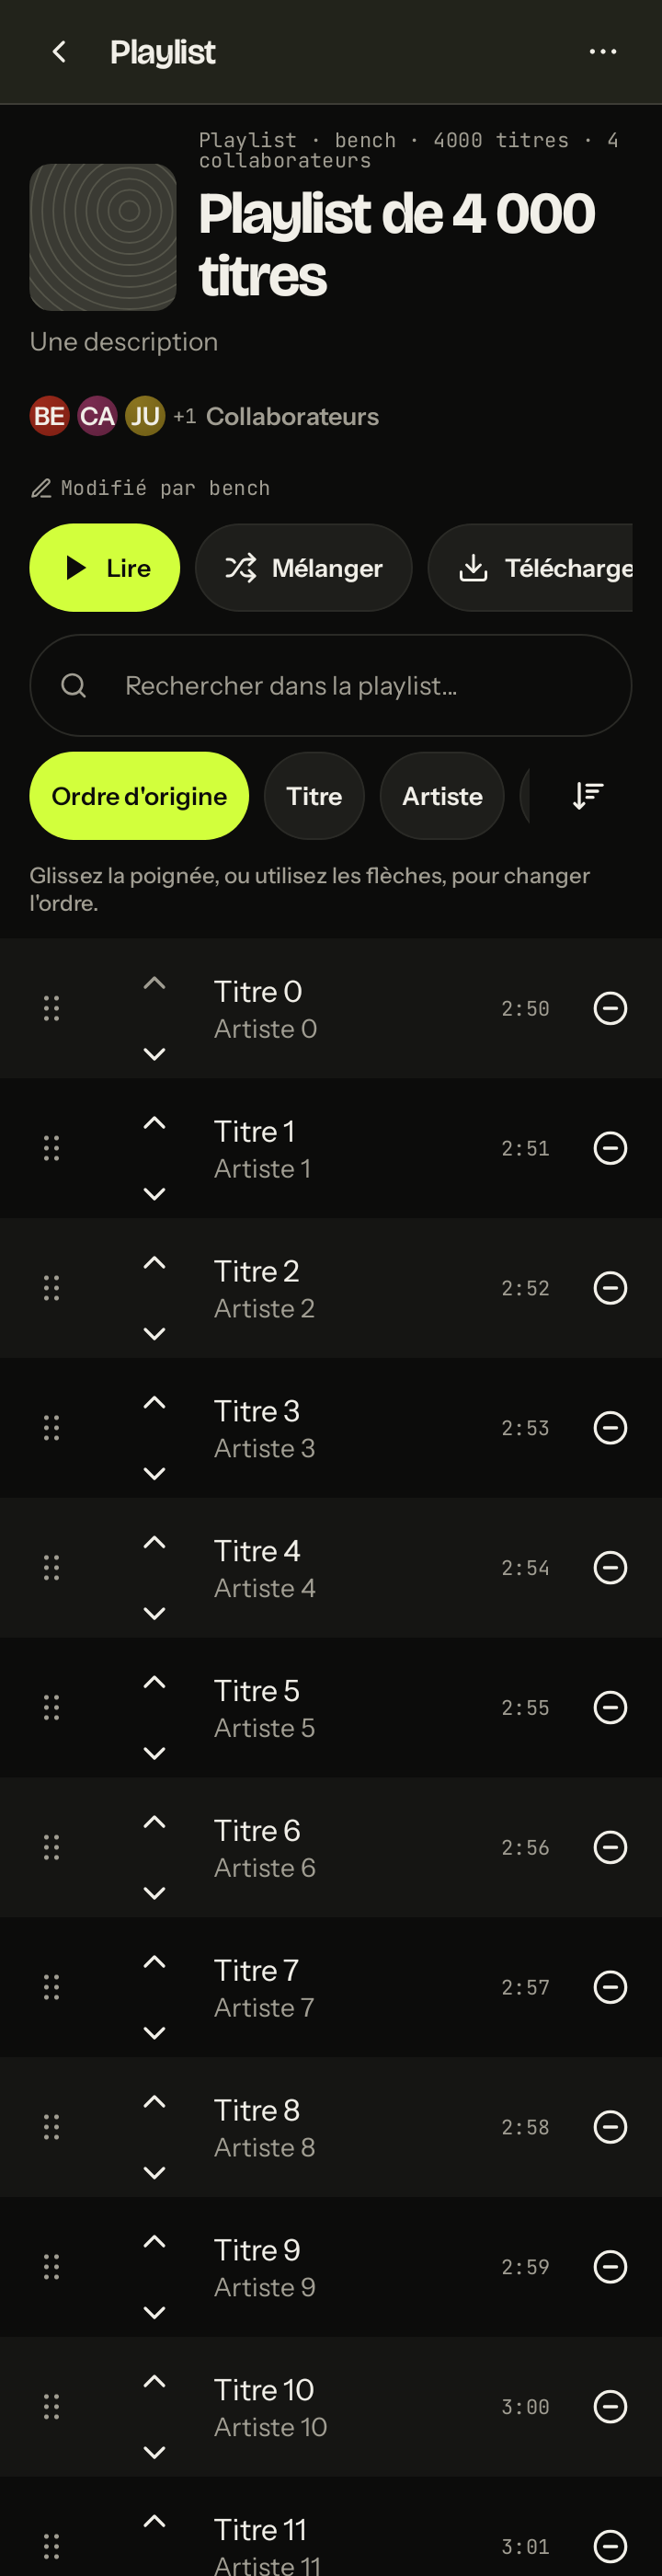 Playlist
Playlist · bench · 4000 titres · 4
collaborateurs
Playlist de 4 000
titres
Une description
BE CA JU +1 Collaborateurs
Modifié par bench
Lire Mélanger Télécharge
Rechercher dans la playlist...
Ordre d'origine Titre Artiste
Glissez la poignée, ou utilisez les flèches, pour changer
l'ordre.
Titre 0
Artiste 0
2:50
Titre 1
Artiste 1
2:51
Titre 2
Artiste 2
2:52
Titre 3
Artiste 3
2:53
Titre 4
Artiste 4
2:54
Titre 5
Artiste 5
2:55
Titre 6
Artiste 6
2:56
Titre 7
Artiste 7
2:57
Titre 8
Artiste 8
2:58
Titre 9
Artiste 9
2:59
Titre 10
Artiste 10
3:00
Titre 11
Artiste 11
3:01